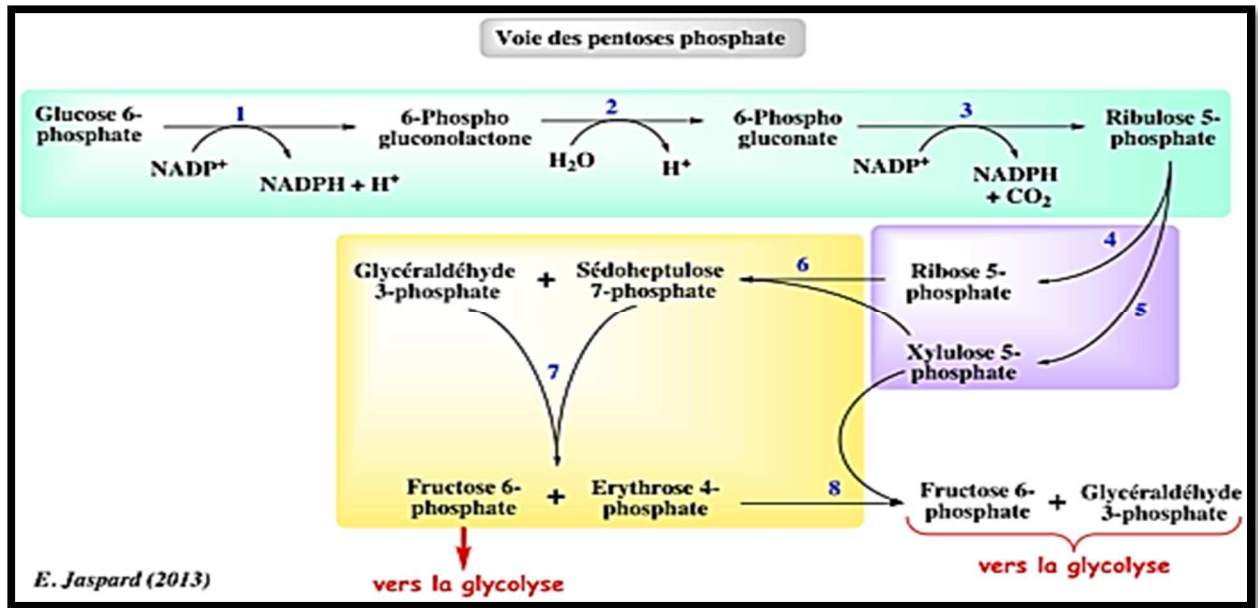 Voie des pentoses phosphate
Glucose 6-
phosphate
1
NADP⁺
NADPH + H⁺
6-Phospho
gluconolactone
2
H₂O
H⁺
6-Phospho
gluconate
3
NADP⁺
NADPH
+ CO₂
Ribulose 5-
phosphate
4
5
Glycéraldéhyde
3-phosphate
+
Sédoheptulose
7-phosphate
6
Ribose 5-
phosphate
Xylulose 5-
phosphate
7
Fructose 6-
phosphate
+
Erythrose 4-
phosphate
8
Fructose 6-
phosphate
+
Glycéraldéhyde
3-phosphate
vers la glycolyse
vers la glycolyse
E. Jaspard (2013)